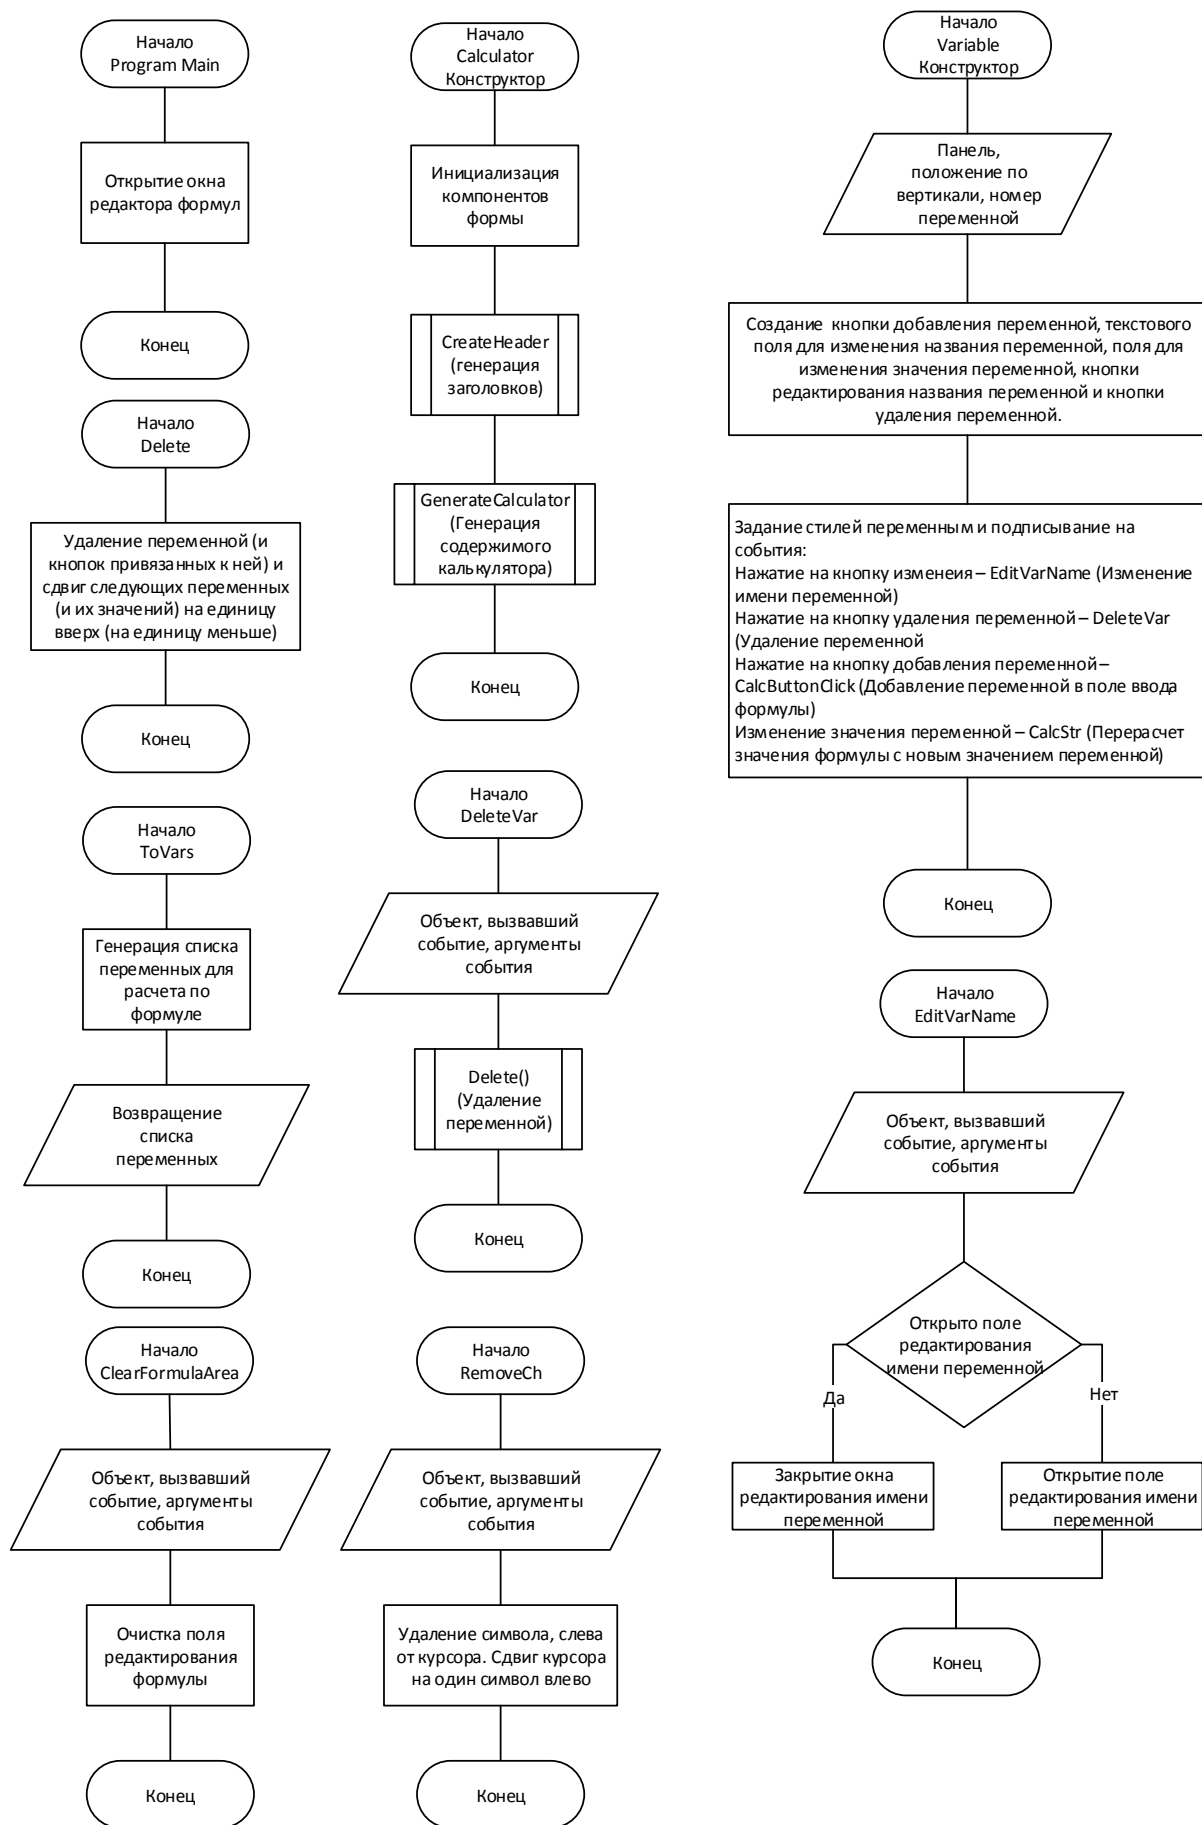 Начало
Program Main
Открытие окна
редактора формул
Конец
Начало
Delete
Удаление переменной (и
кнопок привязанных к ней) и
сдвиг следующих переменных
(и их значений) на единицу
вверх (на единицу меньше)
Конец
Начало
ToVars
Генерация списка
переменных для
расчета по
формуле
Возвращение
списка
переменных
Конец
Начало
ClearFormulaArea
Объект, вызвавший
событие, аргументы
события
Очистка поля
редактирования
формулы
Конец
Начало
Calculator
Конструктор
Инициализация
компонентов
формы
CreateHeader
(генерация
заголовков)
GenerateCalculator
(Генерация
содержимого
калькулятора)
Конец
Начало
DeleteVar
Объект, вызвавший
событие, аргументы
события
Delete()
(Удаление
переменной)
Конец
Начало
RemoveCh
Объект, вызвавший
событие, аргументы
события
Удаление символа, слева
от курсора. Сдвиг курсора
на один символ влево
Конец
Начало
Variable
Конструктор
Панель,
положение по
вертикали, номер
переменной
Создание кнопки добавления переменной, текстового
поля для изменения названия переменной, поля для
изменения значения переменной, кнопки
редактирования названия переменной и кнопки
удаления переменной.
Задание стилей переменным и подписывание на
события:
Нажатие на кнопку изменеия – EditVarName (Изменение
имени переменной)
Нажатие на кнопку удаления переменной – DeleteVar
(Удаление переменной
Нажатие на кнопку добавления переменной –
CalcButtonClick (Добавление переменной в поле ввода
формулы)
Изменение значения переменной – CalcStr (Перерасчет
значения формулы с новым значением переменной)
Конец
Начало
EditVarName
Объект, вызвавший
событие, аргументы
события
Открыто поле
редактирования
имени переменной
Да
Нет
Закрытие окна
редактирования имени
переменной
Открытие поле
редактирования имени
переменной
Конец